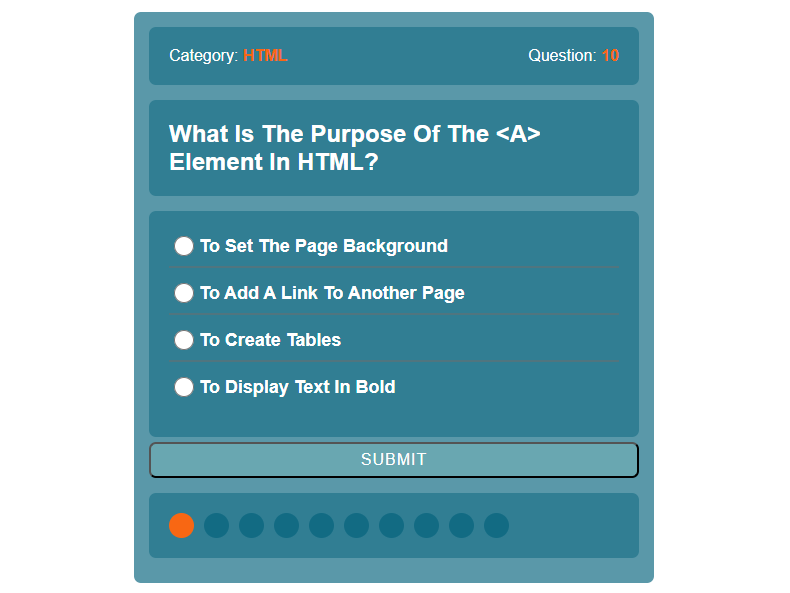 Category: HTML
Question: 10
What Is The Purpose Of The <A>
Element In HTML?
To Set The Page Background
To Add A Link To Another Page
To Create Tables
To Display Text In Bold
SUBMIT